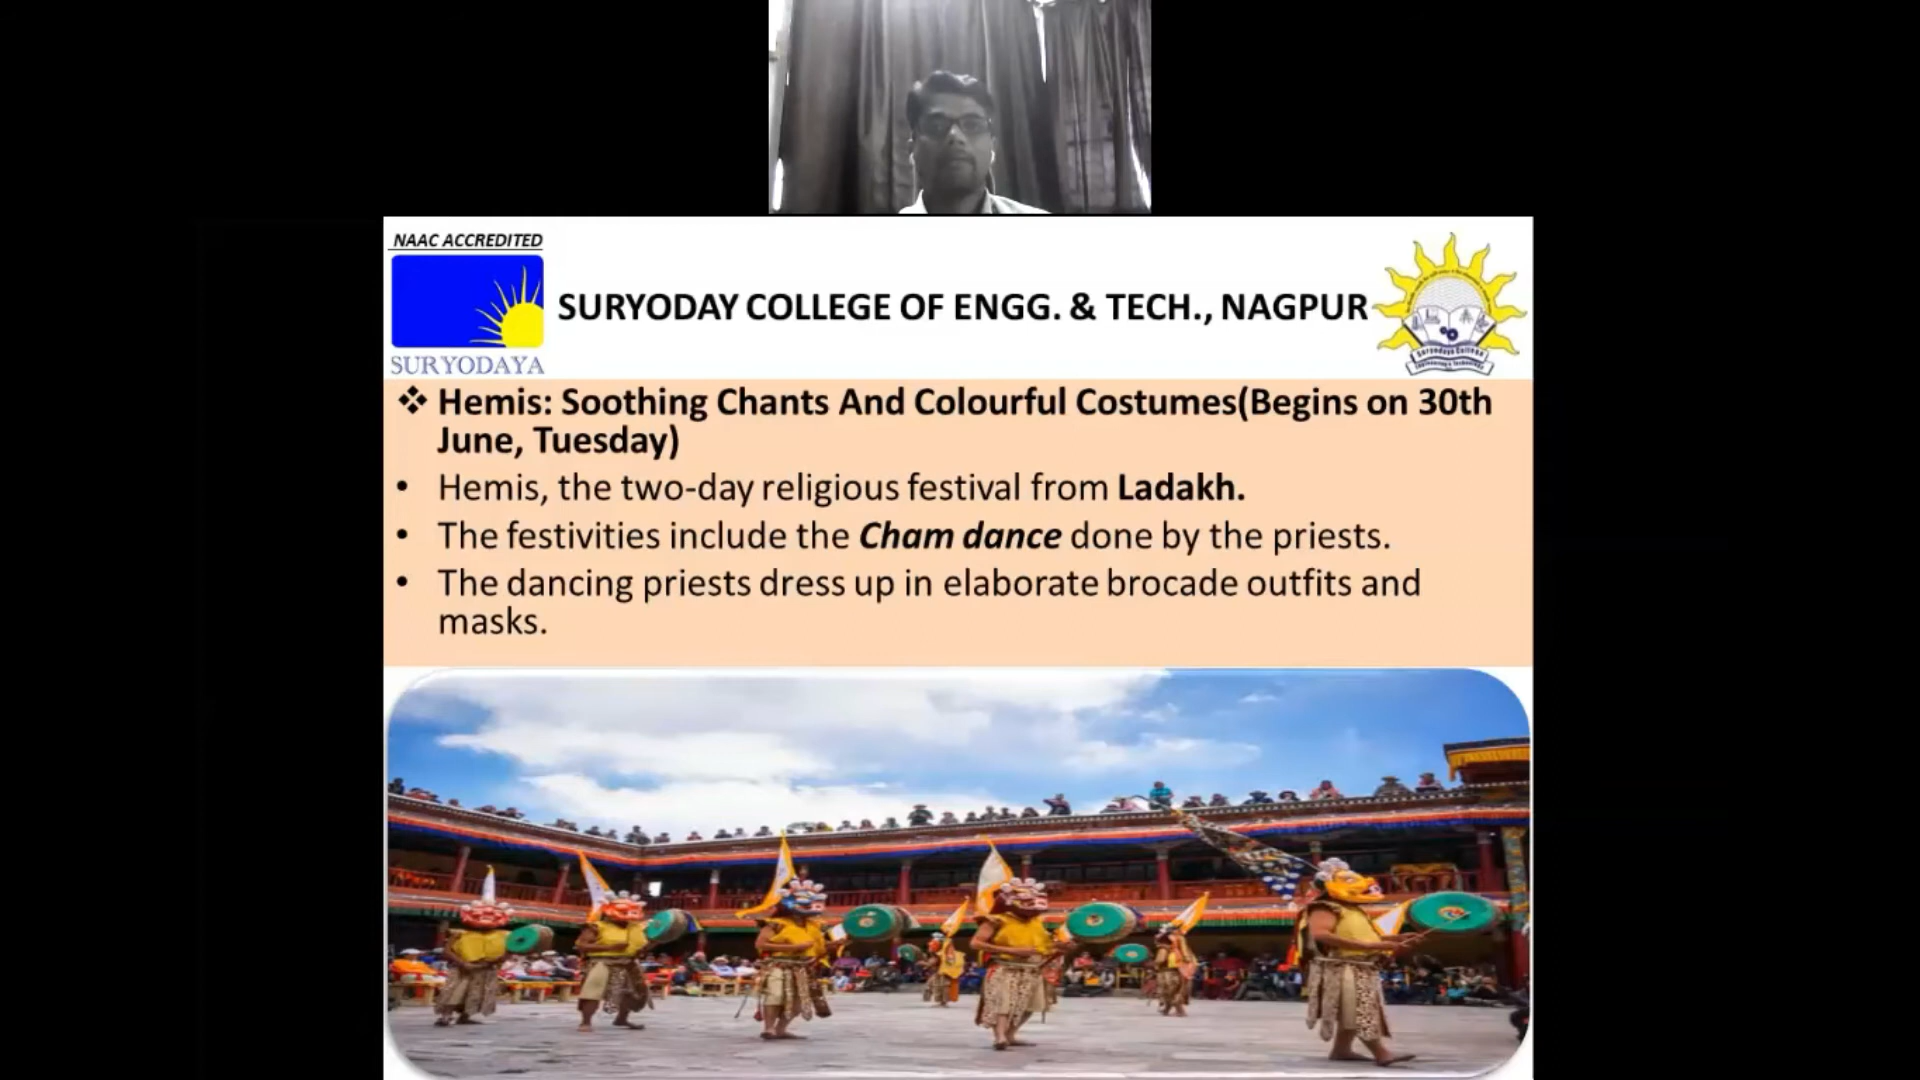 NAAC ACCREDITED
SURYODAYA
SURYODAY COLLEGE OF ENGG. & TECH., NAGPUR
Suryodaya College
❖ Hemis: Soothing Chants And Colourful Costumes(Begins on 30th
June, Tuesday)
• Hemis, the two-day religious festival from Ladakh.
• The festivities include the Cham dance done by the priests.
• The dancing priests dress up in elaborate brocade outfits and
masks.